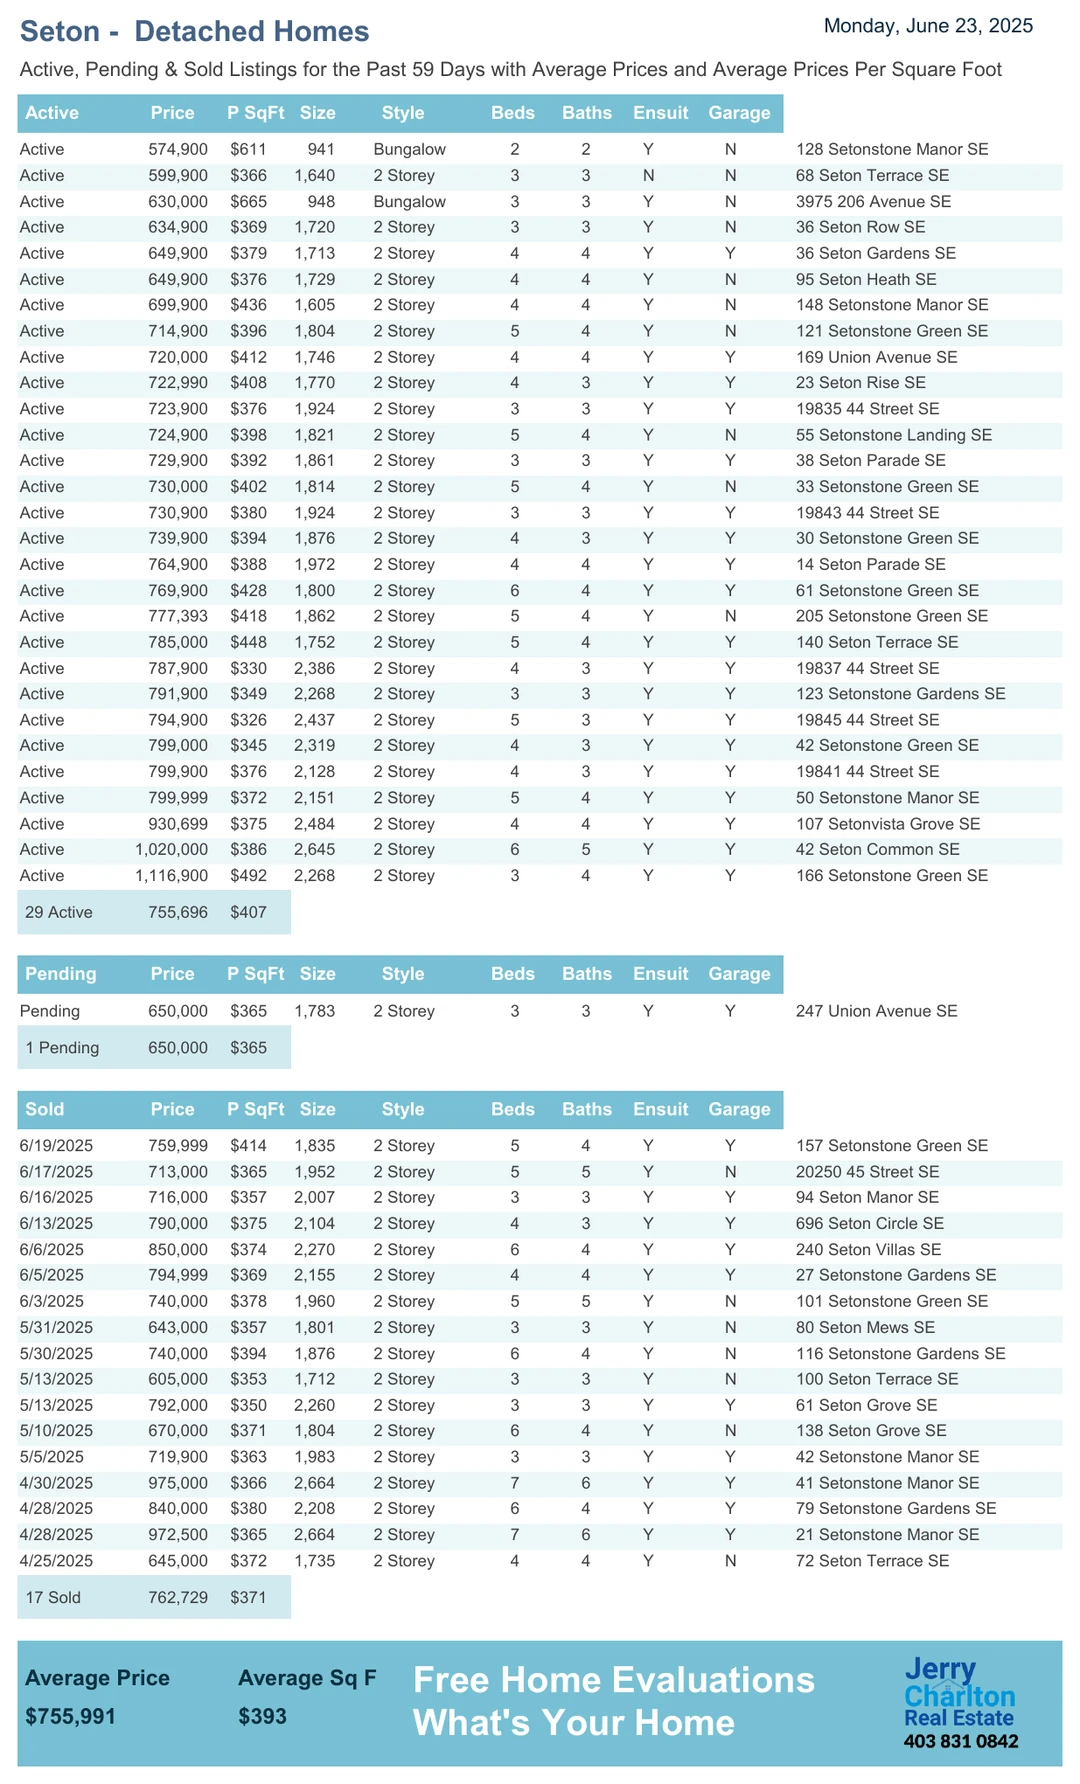 Seton -  Detached Homes
Monday, June 23, 2025
Active, Pending & Sold Listings for the Past 59 Days with Average Prices and Average Prices Per Square Foot
Active Price P SqFt Size Style Beds Baths Ensuit Garage
Active 574,900 $611 941 Bungalow 2 2 Y N 128 Setonstone Manor SE
Active 599,900 $366 1,640 2 Storey 3 3 N N 68 Seton Terrace SE
Active 630,000 $665 948 Bungalow 3 3 Y N 3975 206 Avenue SE
Active 634,900 $369 1,720 2 Storey 3 3 Y N 36 Seton Row SE
Active 649,900 $379 1,713 2 Storey 4 4 Y Y 36 Seton Gardens SE
Active 649,900 $376 1,729 2 Storey 4 4 Y N 95 Seton Heath SE
Active 699,900 $436 1,605 2 Storey 4 4 Y N 148 Setonstone Manor SE
Active 714,900 $396 1,804 2 Storey 5 4 Y N 121 Setonstone Green SE
Active 720,000 $412 1,746 2 Storey 4 4 Y Y 169 Union Avenue SE
Active 722,990 $408 1,770 2 Storey 4 3 Y Y 23 Seton Rise SE
Active 723,900 $376 1,924 2 Storey 3 3 Y Y 19835 44 Street SE
Active 724,900 $398 1,821 2 Storey 5 4 Y N 55 Setonstone Landing SE
Active 729,900 $392 1,861 2 Storey 3 3 Y Y 38 Seton Parade SE
Active 730,000 $402 1,814 2 Storey 5 4 Y N 33 Setonstone Green SE
Active 730,900 $380 1,924 2 Storey 3 3 Y Y 19843 44 Street SE
Active 739,900 $394 1,876 2 Storey 4 3 Y Y 30 Setonstone Green SE
Active 764,900 $388 1,972 2 Storey 4 4 Y Y 14 Seton Parade SE
Active 769,900 $428 1,800 2 Storey 6 4 Y Y 61 Setonstone Green SE
Active 777,393 $418 1,862 2 Storey 5 4 Y N 205 Setonstone Green SE
Active 785,000 $448 1,752 2 Storey 5 4 Y Y 140 Seton Terrace SE
Active 787,900 $330 2,386 2 Storey 4 3 Y Y 19837 44 Street SE
Active 791,900 $349 2,268 2 Storey 3 3 Y Y 123 Setonstone Gardens SE
Active 794,900 $326 2,437 2 Storey 5 3 Y Y 19845 44 Street SE
Active 799,000 $345 2,319 2 Storey 4 3 Y Y 42 Setonstone Green SE
Active 799,900 $376 2,128 2 Storey 4 3 Y Y 19841 44 Street SE
Active 799,999 $372 2,151 2 Storey 5 4 Y Y 50 Setonstone Manor SE
Active 930,699 $375 2,484 2 Storey 4 4 Y Y 107 Setonvista Grove SE
Active 1,020,000 $386 2,645 2 Storey 6 5 Y Y 42 Seton Common SE
Active 1,116,900 $492 2,268 2 Storey 3 4 Y Y 166 Setonstone Green SE
29 Active 755,696 $407
Pending Price P SqFt Size Style Beds Baths Ensuit Garage
Pending 650,000 $365 1,783 2 Storey 3 3 Y Y 247 Union Avenue SE
1 Pending 650,000 $365
Sold Price P SqFt Size Style Beds Baths Ensuit Garage
6/19/2025 759,999 $414 1,835 2 Storey 5 4 Y Y 157 Setonstone Green SE
6/17/2025 713,000 $365 1,952 2 Storey 5 5 Y N 20250 45 Street SE
6/16/2025 716,000 $357 2,007 2 Storey 3 3 Y Y 94 Seton Manor SE
6/13/2025 790,000 $375 2,104 2 Storey 4 3 Y Y 696 Seton Circle SE
6/6/2025 850,000 $374 2,270 2 Storey 6 4 Y Y 240 Seton Villas SE
6/5/2025 794,999 $369 2,155 2 Storey 4 4 Y Y 27 Setonstone Gardens SE
6/3/2025 740,000 $378 1,960 2 Storey 5 5 Y N 101 Setonstone Green SE
5/31/2025 643,000 $357 1,801 2 Storey 3 3 Y N 80 Seton Mews SE
5/30/2025 740,000 $394 1,876 2 Storey 6 4 Y N 116 Setonstone Gardens SE
5/13/2025 605,000 $353 1,712 2 Storey 3 3 Y N 100 Seton Terrace SE
5/13/2025 792,000 $350 2,260 2 Storey 3 3 Y Y 61 Seton Grove SE
5/10/2025 670,000 $371 1,804 2 Storey 6 4 Y N 138 Seton Grove SE
5/5/2025 719,900 $363 1,983 2 Storey 3 3 Y Y 42 Setonstone Manor SE
4/30/2025 975,000 $366 2,664 2 Storey 7 6 Y Y 41 Setonstone Manor SE
4/28/2025 840,000 $380 2,208 2 Storey 6 4 Y Y 79 Setonstone Gardens SE
4/28/2025 972,500 $365 2,664 2 Storey 7 6 Y Y 21 Setonstone Manor SE
4/25/2025 645,000 $372 1,735 2 Storey 4 4 Y N 72 Seton Terrace SE
17 Sold 762,729 $371
Average Price Average Sq F
$755,991 $393
Free Home Evaluations
What's Your Home
Jerry
Charlton
Real Estate
403 831 0842